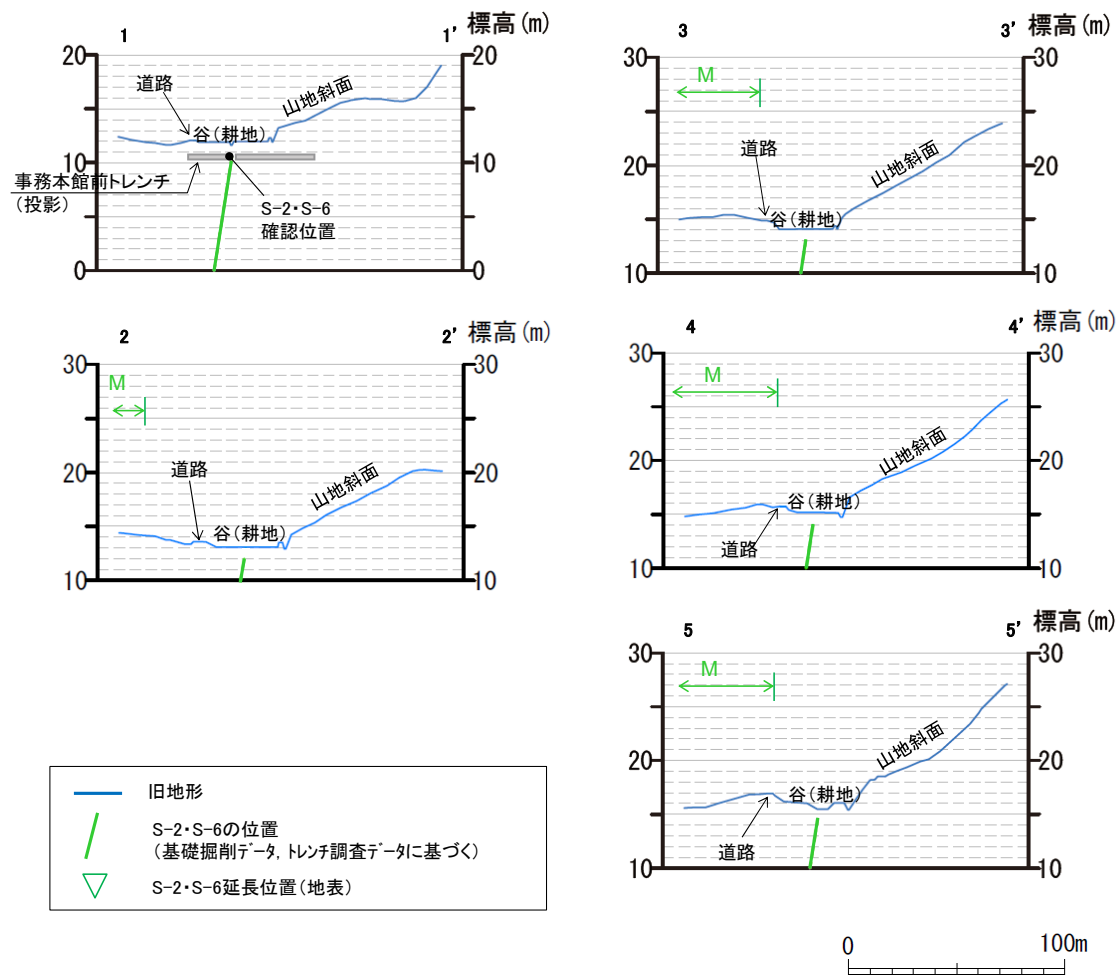 1 1' 標高(m)
20 20
道路
山地斜面
谷(耕地)
10 10
事務本館前トレンチ
(投影)
S-2・S-6
確認位置
0 0
3 3' 標高(m)
30 30
M
道路
山地斜面
20 20
谷(耕地)
10 10
2 2' 標高(m)
30 30
M
20 20
道路
山地斜面
谷(耕地)
10 10
4 4' 標高(m)
30 30
M
山地斜面
20 20
谷(耕地)
道路
10 10
5 5' 標高(m)
30 30
M
山地斜面
20 20
谷(耕地)
道路
10 10
旧地形
S-2・S-6の位置
(基礎掘削データ, トレンチ調査データに基づく)
S-2・S-6延長位置(地表)
0 100m